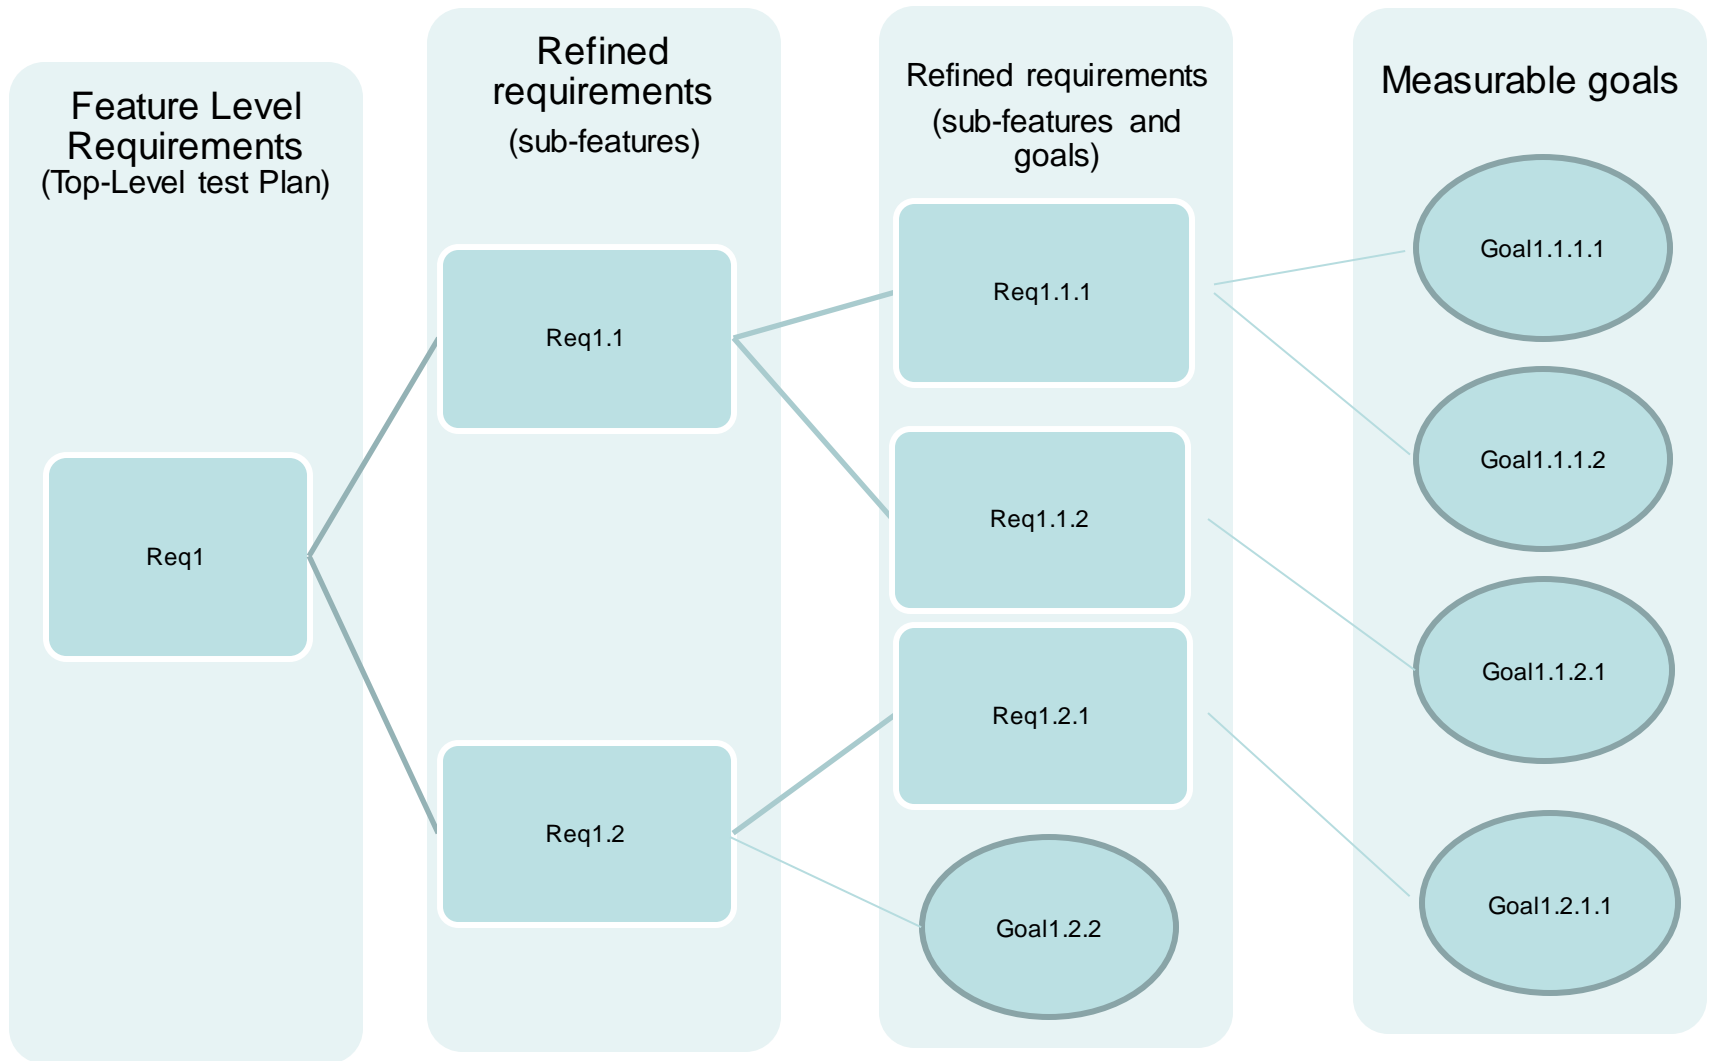 Feature Level
Requirements
(Top-Level test Plan)
Req1
Refined
requirements
(sub-features)
Req1.1
Req1.2
Refined requirements
(sub-features and
goals)
Req1.1.1
Req1.1.2
Req1.2.1
Goal1.2.2
Measurable goals
Goal1.1.1.1
Goal1.1.1.2
Goal1.1.2.1
Goal1.2.1.1